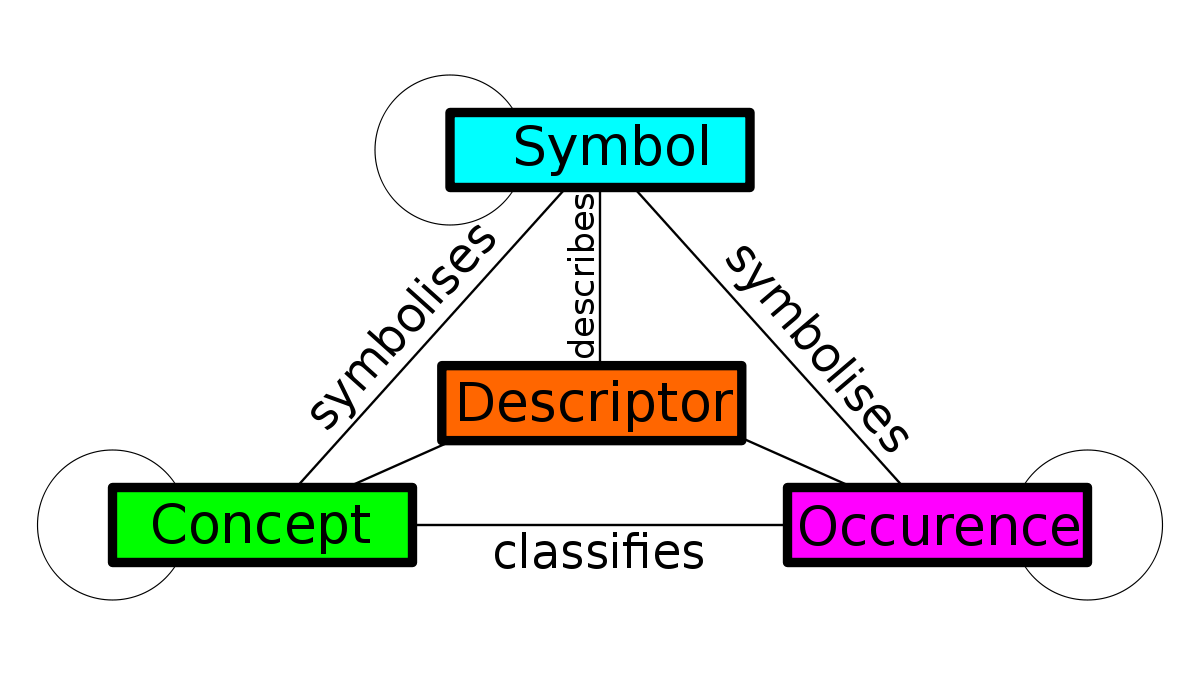 Symbol
symbolises
describes
symbolises
Descriptor
Concept
classifies
Occurence